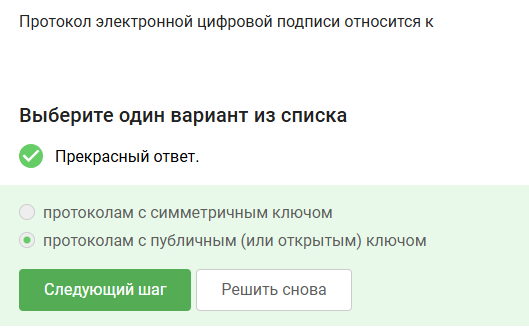 Протокол электронной цифровой подписи относится к
Выберите один вариант из списка
Прекрасный ответ.
протоколам с симметричным ключом
протоколам с публичным (или открытым) ключом
Следующий шаг
Решить снова